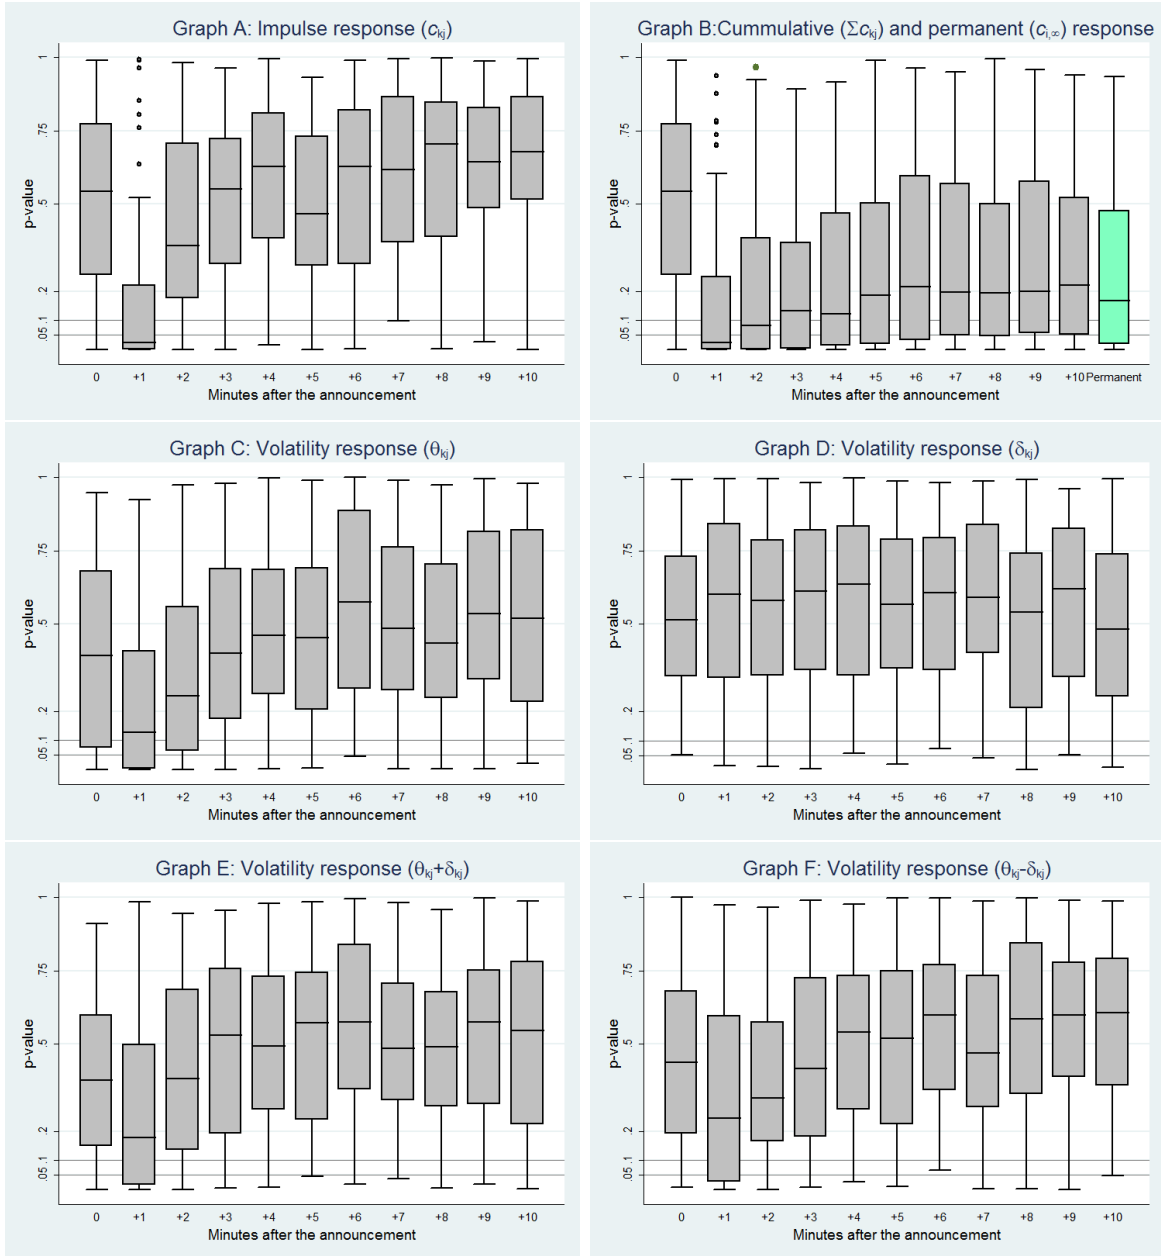 Graph A: Impulse response (ckj)
p-value
1
.75
.5
.2
.1
.05
0 +1 +2 +3 +4 +5 +6 +7 +8 +9 +10
Minutes after the announcement
Graph B:Cummulative (Σckj) and permanent (ci,∞) response
p-value
1
.75
.5
.2
.1
.05
0 +1 +2 +3 +4 +5 +6 +7 +8 +9 +10 Permanent
Minutes after the announcement
Graph C: Volatility response (θkj)
p-value
1
.75
.5
.2
.1
.05
0 +1 +2 +3 +4 +5 +6 +7 +8 +9 +10
Minutes after the announcement
Graph D: Volatility response (δkj)
p-value
1
.75
.5
.2
.1
.05
0 +1 +2 +3 +4 +5 +6 +7 +8 +9 +10
Minutes after the announcement
Graph E: Volatility response (θkj+δkj)
p-value
1
.75
.5
.2
.1
.05
0 +1 +2 +3 +4 +5 +6 +7 +8 +9 +10
Minutes after the announcement
Graph F: Volatility response (θkj-δkj)
p-value
1
.75
.5
.2
.1
.05
0 +1 +2 +3 +4 +5 +6 +7 +8 +9 +10
Minutes after the announcement